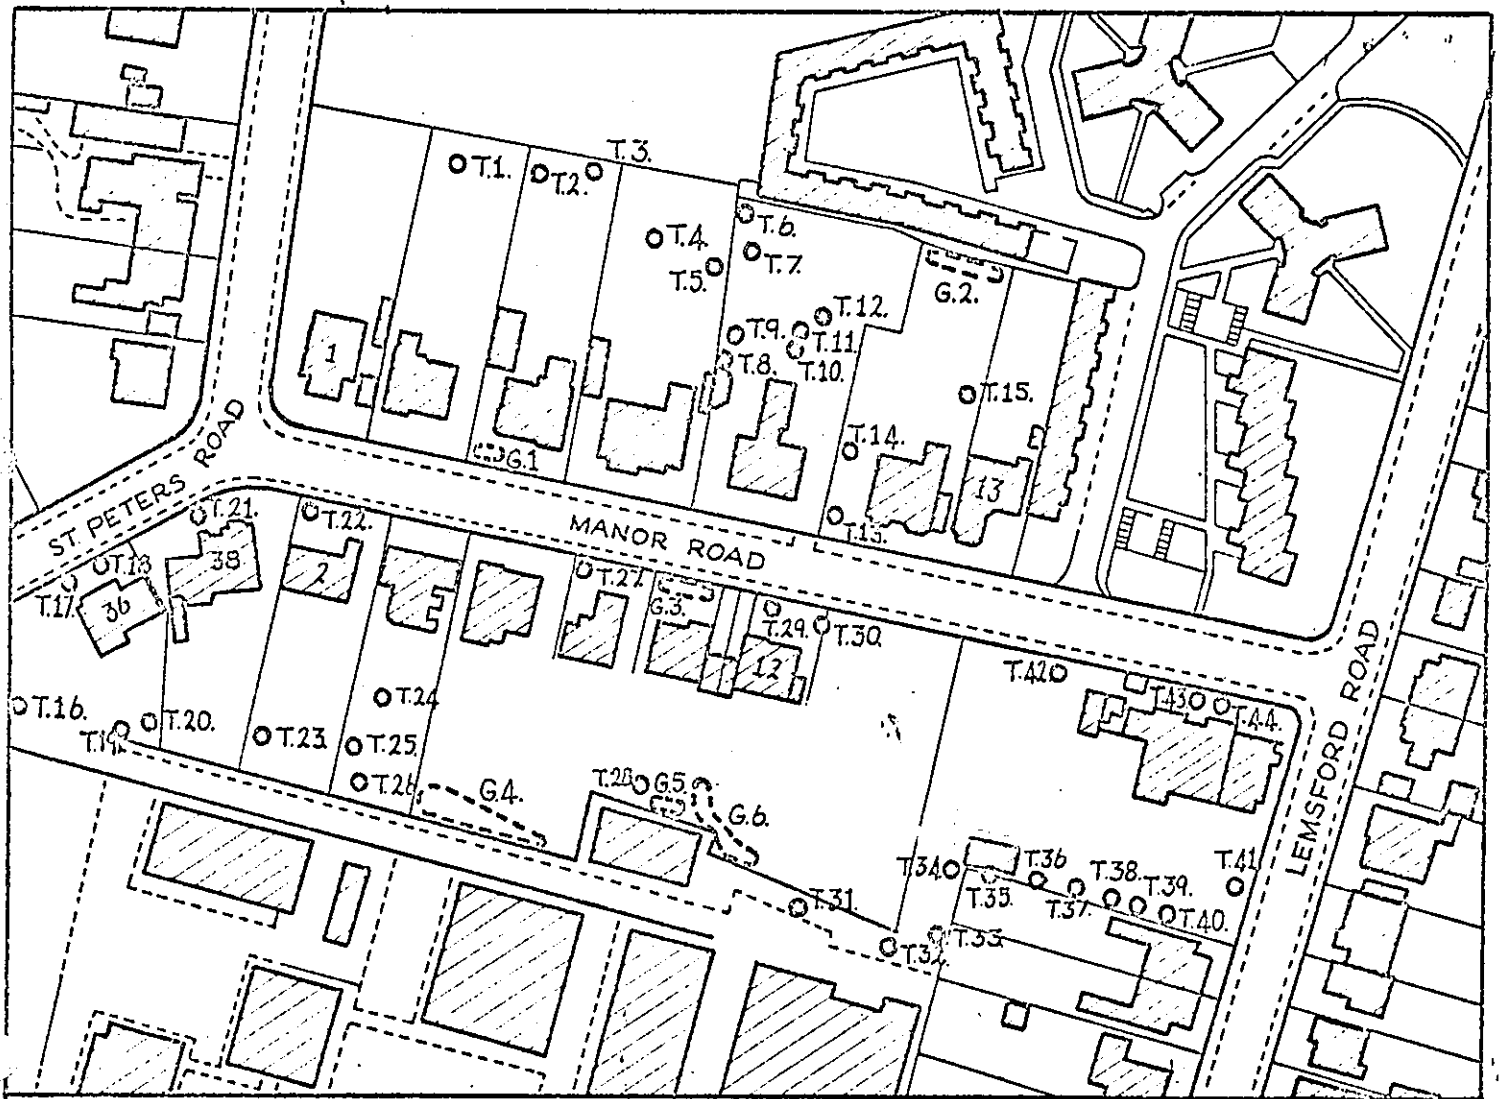 T.3.
T.1.
T.2.
T.6.
T.4.
T.7.
T.5.
G.2.
T.12.
T.9.
T.11.
T.8.
T.10.
1
T.15.
T.14.
G.1
13
T.13.
ST. PETERS ROAD
MANOR ROAD
T.21.
T.22.
T.18
38
2
T.27.
T.17.
36
G.3.
T.29.
T.30.
12
T.42.
T.43.
T.44.
LEMSFORD ROAD
T.16.
T.20.
T.19.
T.24
T.23.
T.25.
T.26.
G.4.
T.28.
G.5.
G.6.
T.34.
T.35.
T.36
T.37.
T.38.
T.39.
T.40.
T.41
T.31.
T.32.
T.33.